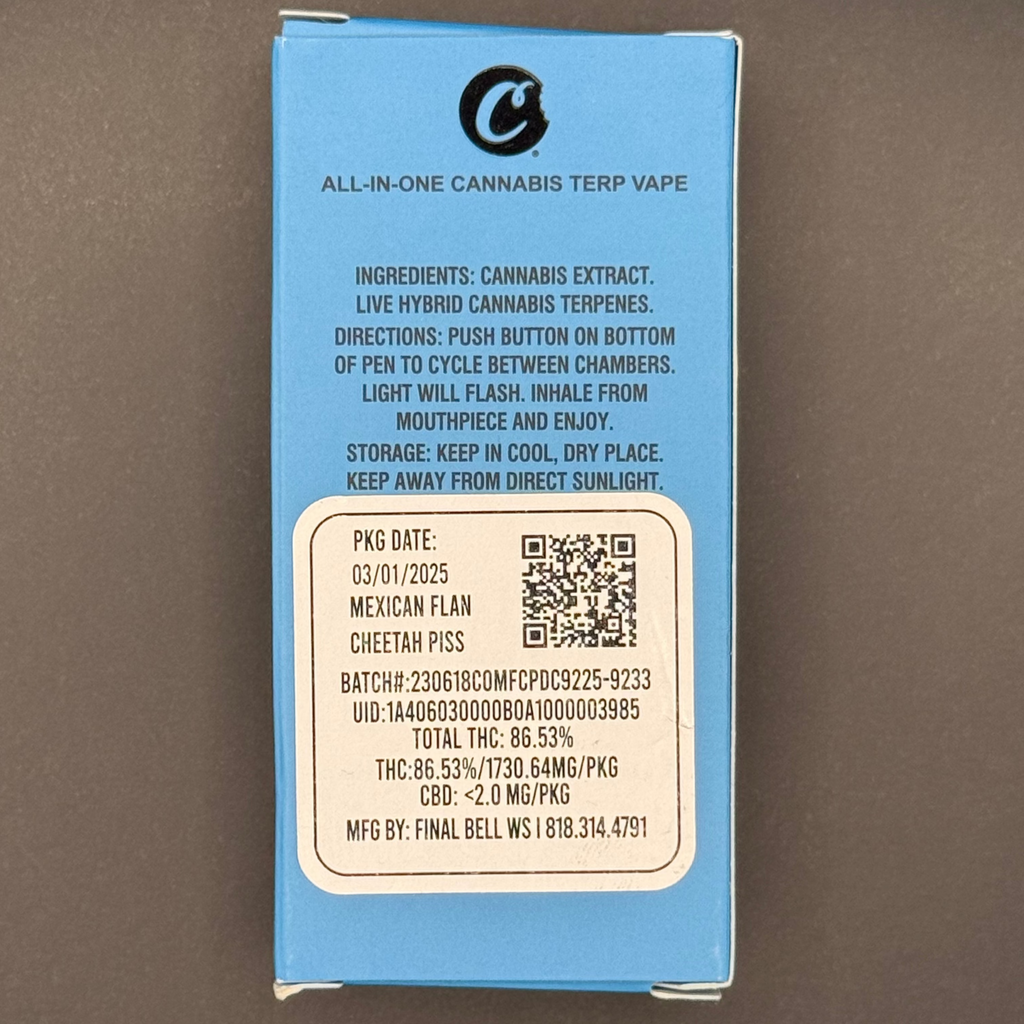 C
ALL-IN-ONE CANNABIS TERP VAPE
INGREDIENTS: CANNABIS EXTRACT.
LIVE HYBRID CANNABIS TERPENES.
DIRECTIONS: PUSH BUTTON ON BOTTOM
OF PEN TO CYCLE BETWEEN CHAMBERS.
LIGHT WILL FLASH. INHALE FROM
MOUTHPIECE AND ENJOY.
STORAGE: KEEP IN COOL, DRY PLACE.
KEEP AWAY FROM DIRECT SUNLIGHT.
PKG DATE:
03/01/2025
MEXICAN FLAN
CHEETAH PISS
BATCH#:230618COMFCPDC9225-9233
UID:1A406030000B0A1000003985
TOTAL THC: 86.53%
THC:86.53%/1730.64MG/PKG
CBD: <2.0 MG/PKG
MFG BY: FINAL BELL WS | 818.314.4791